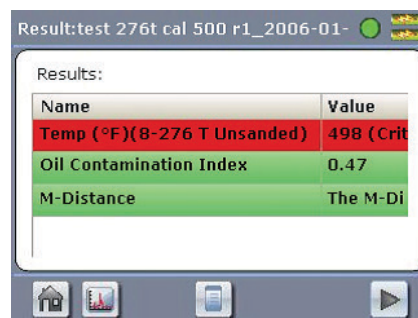 Result:test 276t cal 500 r1_2006-01-
Results:
Name Value
Temp (°F)(8-276 T Unsanded) 498 (Crit
Oil Contamination Index 0.47
M-Distance The M-Di